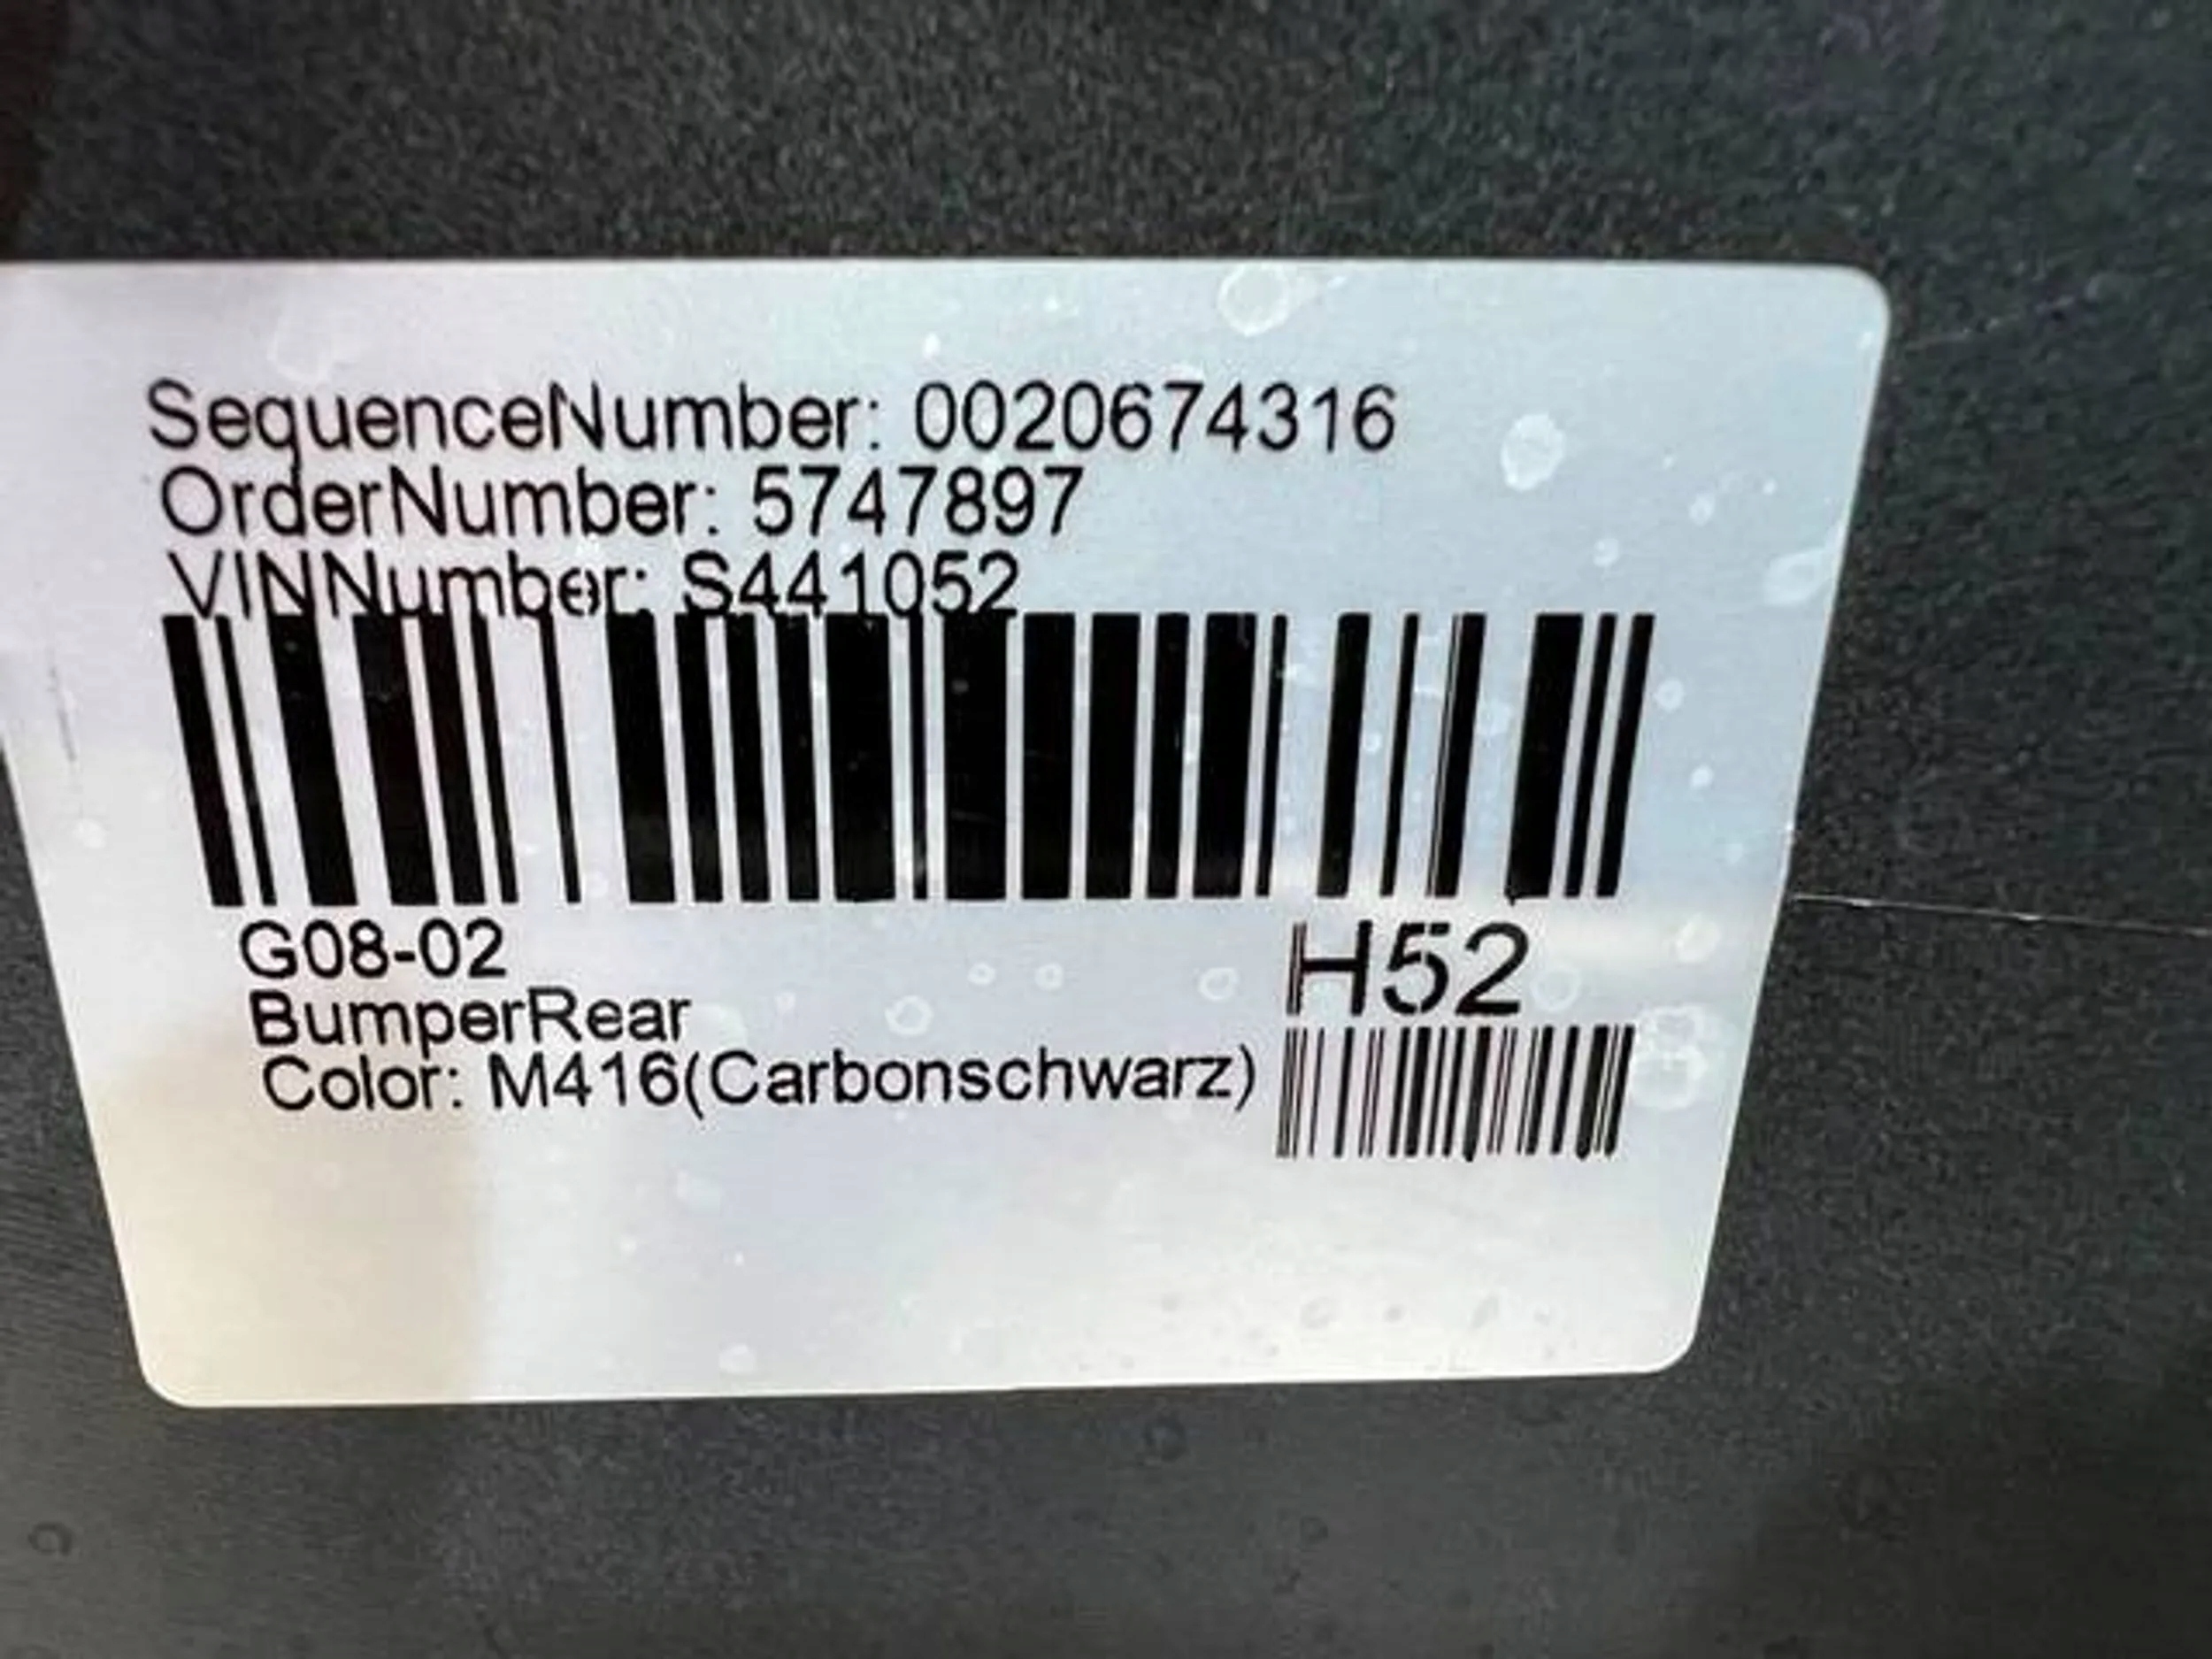 SequenceNumber: 0020674316
OrderNumber: 5747897
VINNumber: S441052
G08-02
H52
BumperRear
Color: M416(Carbonschwarz)